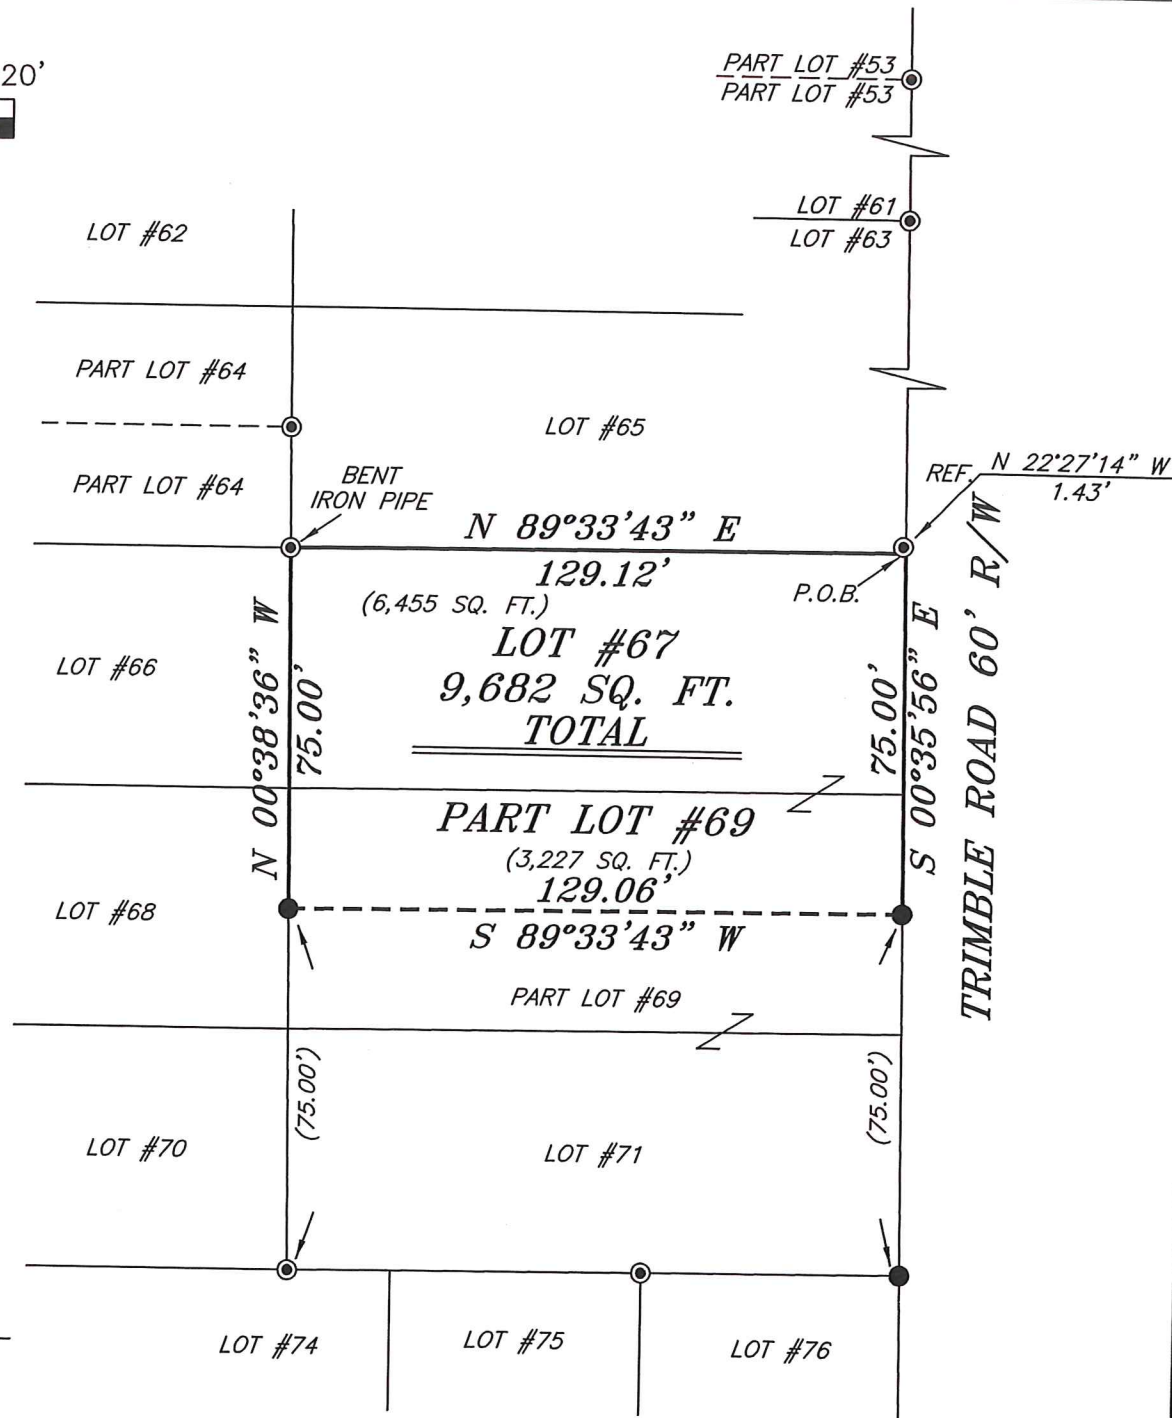 20'
PART LOT #53
PART LOT #53
LOT #61
LOT #63
LOT #62
PART LOT #64
LOT #65
PART LOT #64
BENT
IRON PIPE
REF.
N 22°27'14" W
1.43'
N 89°33'43" E
129.12'
(6,455 SQ. FT.)
P.O.B.
LOT #67
9,682 SQ. FT.
TOTAL
LOT #66
N 00°38'36" W
75.00'
75.00'
S 00°35'56" E
TRIMBLE ROAD 60' R/W
PART LOT #69
(3,227 SQ. FT.)
129.06'
S 89°33'43" W
LOT #68
PART LOT #69
(75.00')
(75.00')
LOT #70
LOT #71
LOT #74
LOT #75
LOT #76